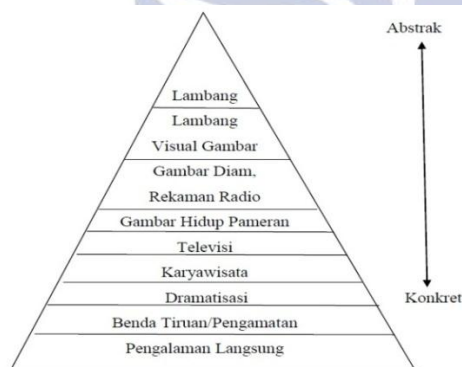 Abstrak
Lambang
Lambang
Visual Gambar
Gambar Diam,
Rekaman Radio
Gambar Hidup Pameran
Televisi
Karyawisata
Dramatisasi
Konkret
Benda Tiruan/Pengamatan
Pengalaman Langsung